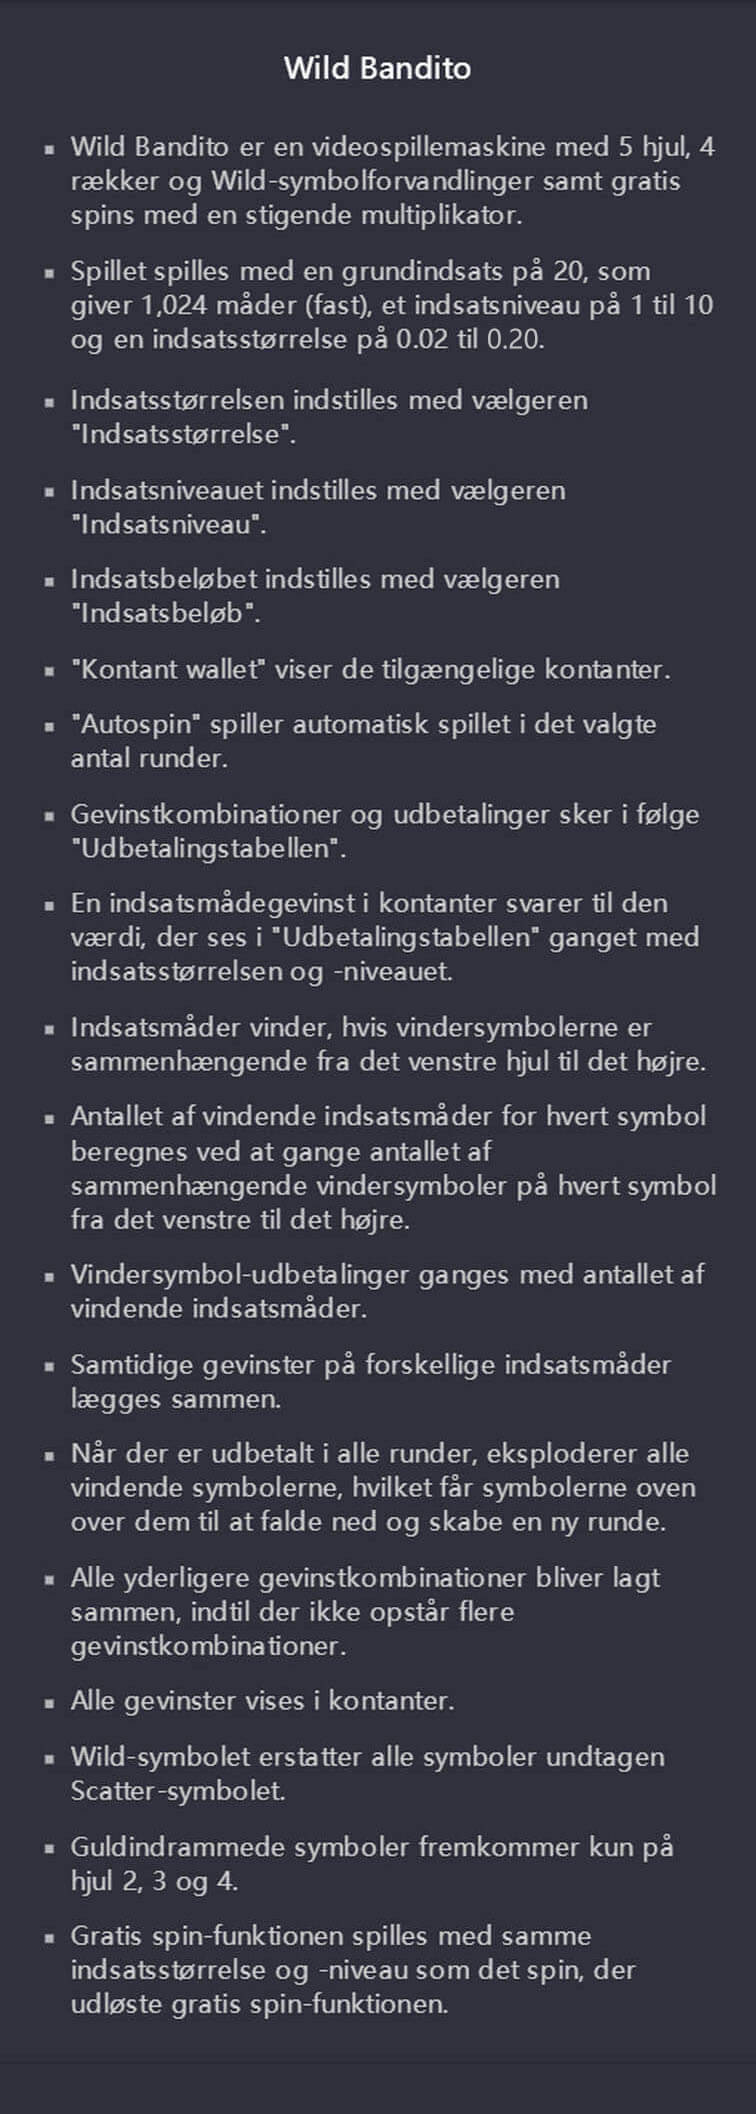 Wild Bandito
▪ Wild Bandito er en videospillemaskine med 5 hjul, 4
rækker og Wild-symbolforvandlinger samt gratis
spins med en stigende multiplikator.
▪ Spillet spilles med en grundindsats på 20, som
giver 1,024 måder (fast), et indsatsniveau på 1 til 10
og en indsatsstørrelse på 0.02 til 0.20.
▪ Indsatsstørrelsen indstilles med vælgeren
"Indsatsstørrelse".
▪ Indsatsniveauet indstilles med vælgeren
"Indsatsniveau".
▪ Indsatsbeløbet indstilles med vælgeren
"Indsatsbeløb".
▪ "Kontant wallet" viser de tilgængelige kontanter.
▪ "Autospin" spiller automatisk spillet i det valgte
antal runder.
▪ Gevinstkombinationer og udbetalinger sker i følge
"Udbetalingstabellen".
▪ En indsatsmådegevinst i kontanter svarer til den
værdi, der ses i "Udbetalingstabellen" ganget med
indsatsstørrelsen og -niveauet.
▪ Indsatsmåder vinder, hvis vindersymbolerne er
sammenhængende fra det venstre hjul til det højre.
▪ Antallet af vindende indsatsmåder for hvert symbol
beregnes ved at gange antallet af
sammenhængende vindersymboler på hvert symbol
fra det venstre til det højre.
▪ Vindersymbol-udbetalinger ganges med antallet af
vindende indsatsmåder.
▪ Samtidige gevinster på forskellige indsatsmåder
lægges sammen.
▪ Når der er udbetalt i alle runder, eksploderer alle
vindende symbolerne, hvilket får symbolerne oven
over dem til at falde ned og skabe en ny runde.
▪ Alle yderligere gevinstkombinationer bliver lagt
sammen, indtil der ikke opstår flere
gevinstkombinationer.
▪ Alle gevinster vises i kontanter.
▪ Wild-symbolet erstatter alle symboler undtagen
Scatter-symbolet.
▪ Guldindrammede symboler fremkommer kun på
hjul 2, 3 og 4.
▪ Gratis spin-funktionen spilles med samme
indsatsstørrelse og -niveau som det spin, der
udløste gratis spin-funktionen.